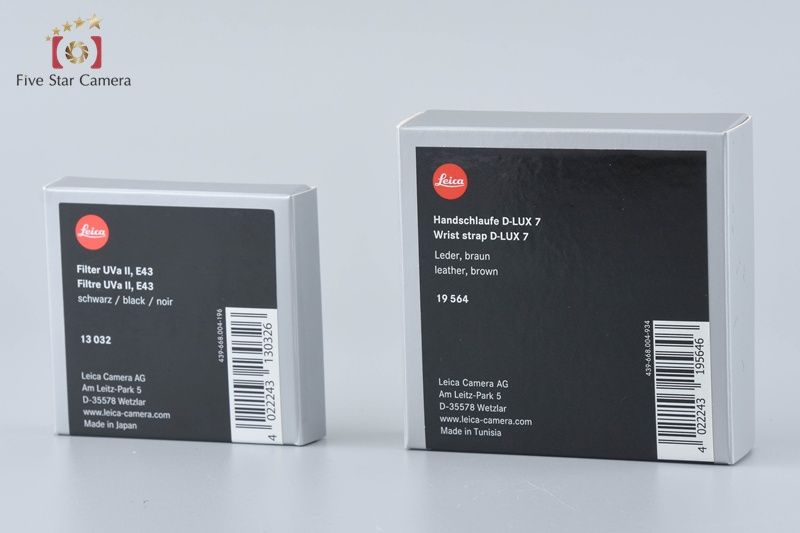 Five Star Camera
Leica
Filter UVa II, E43
Filtre UVa II, E43
schwarz / black / noir
13 032
Leica Camera AG
Am Leitz-Park 5
D-35578 Wetzlar
www.leica-camera.com
Made in Japan
439-668.004-196
4 022243 130326
Leica
Handschlaufe D-LUX 7
Wrist strap D-LUX 7
Leder, braun
leather, brown
19 564
Leica Camera AG
Am Leitz-Park 5
D-35578 Wetzlar
www.leica-camera.com
Made in Tunisia
439-668.004-934
4 022243 195646